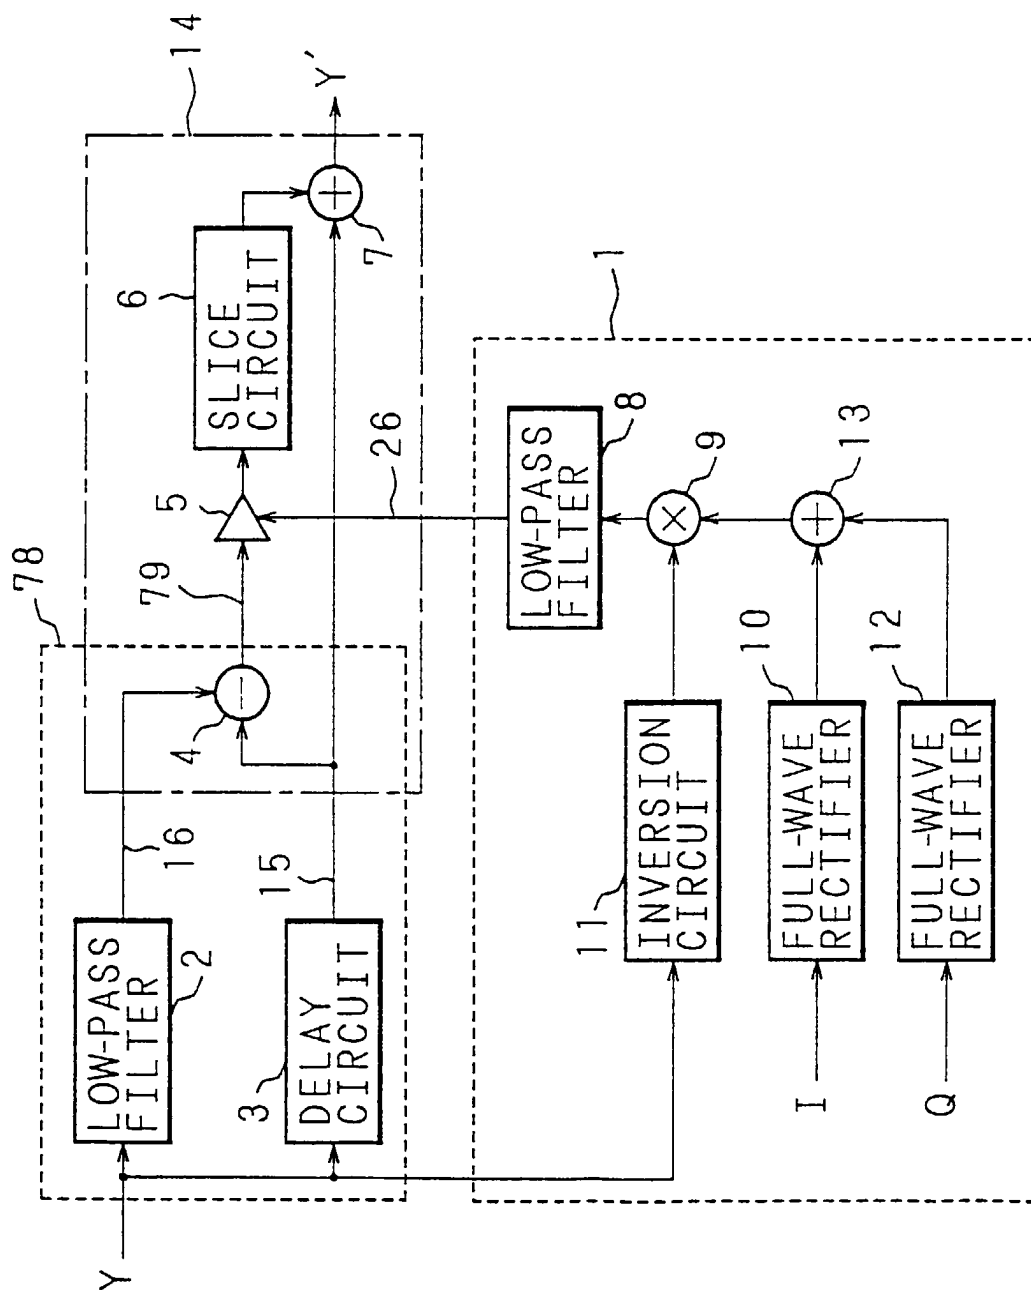 78
14
LOW-PASS
FILTER
2
16
4
79
5
6
SLICE
CIRCUIT
7
Y'
Y
3
DELAY
CIRCUIT
15
26
1
LOW-PASS
FILTER
8
9
13
11
INVERSION
CIRCUIT
10
FULL-WAVE
RECTIFIER
I
12
FULL-WAVE
RECTIFIER
Q